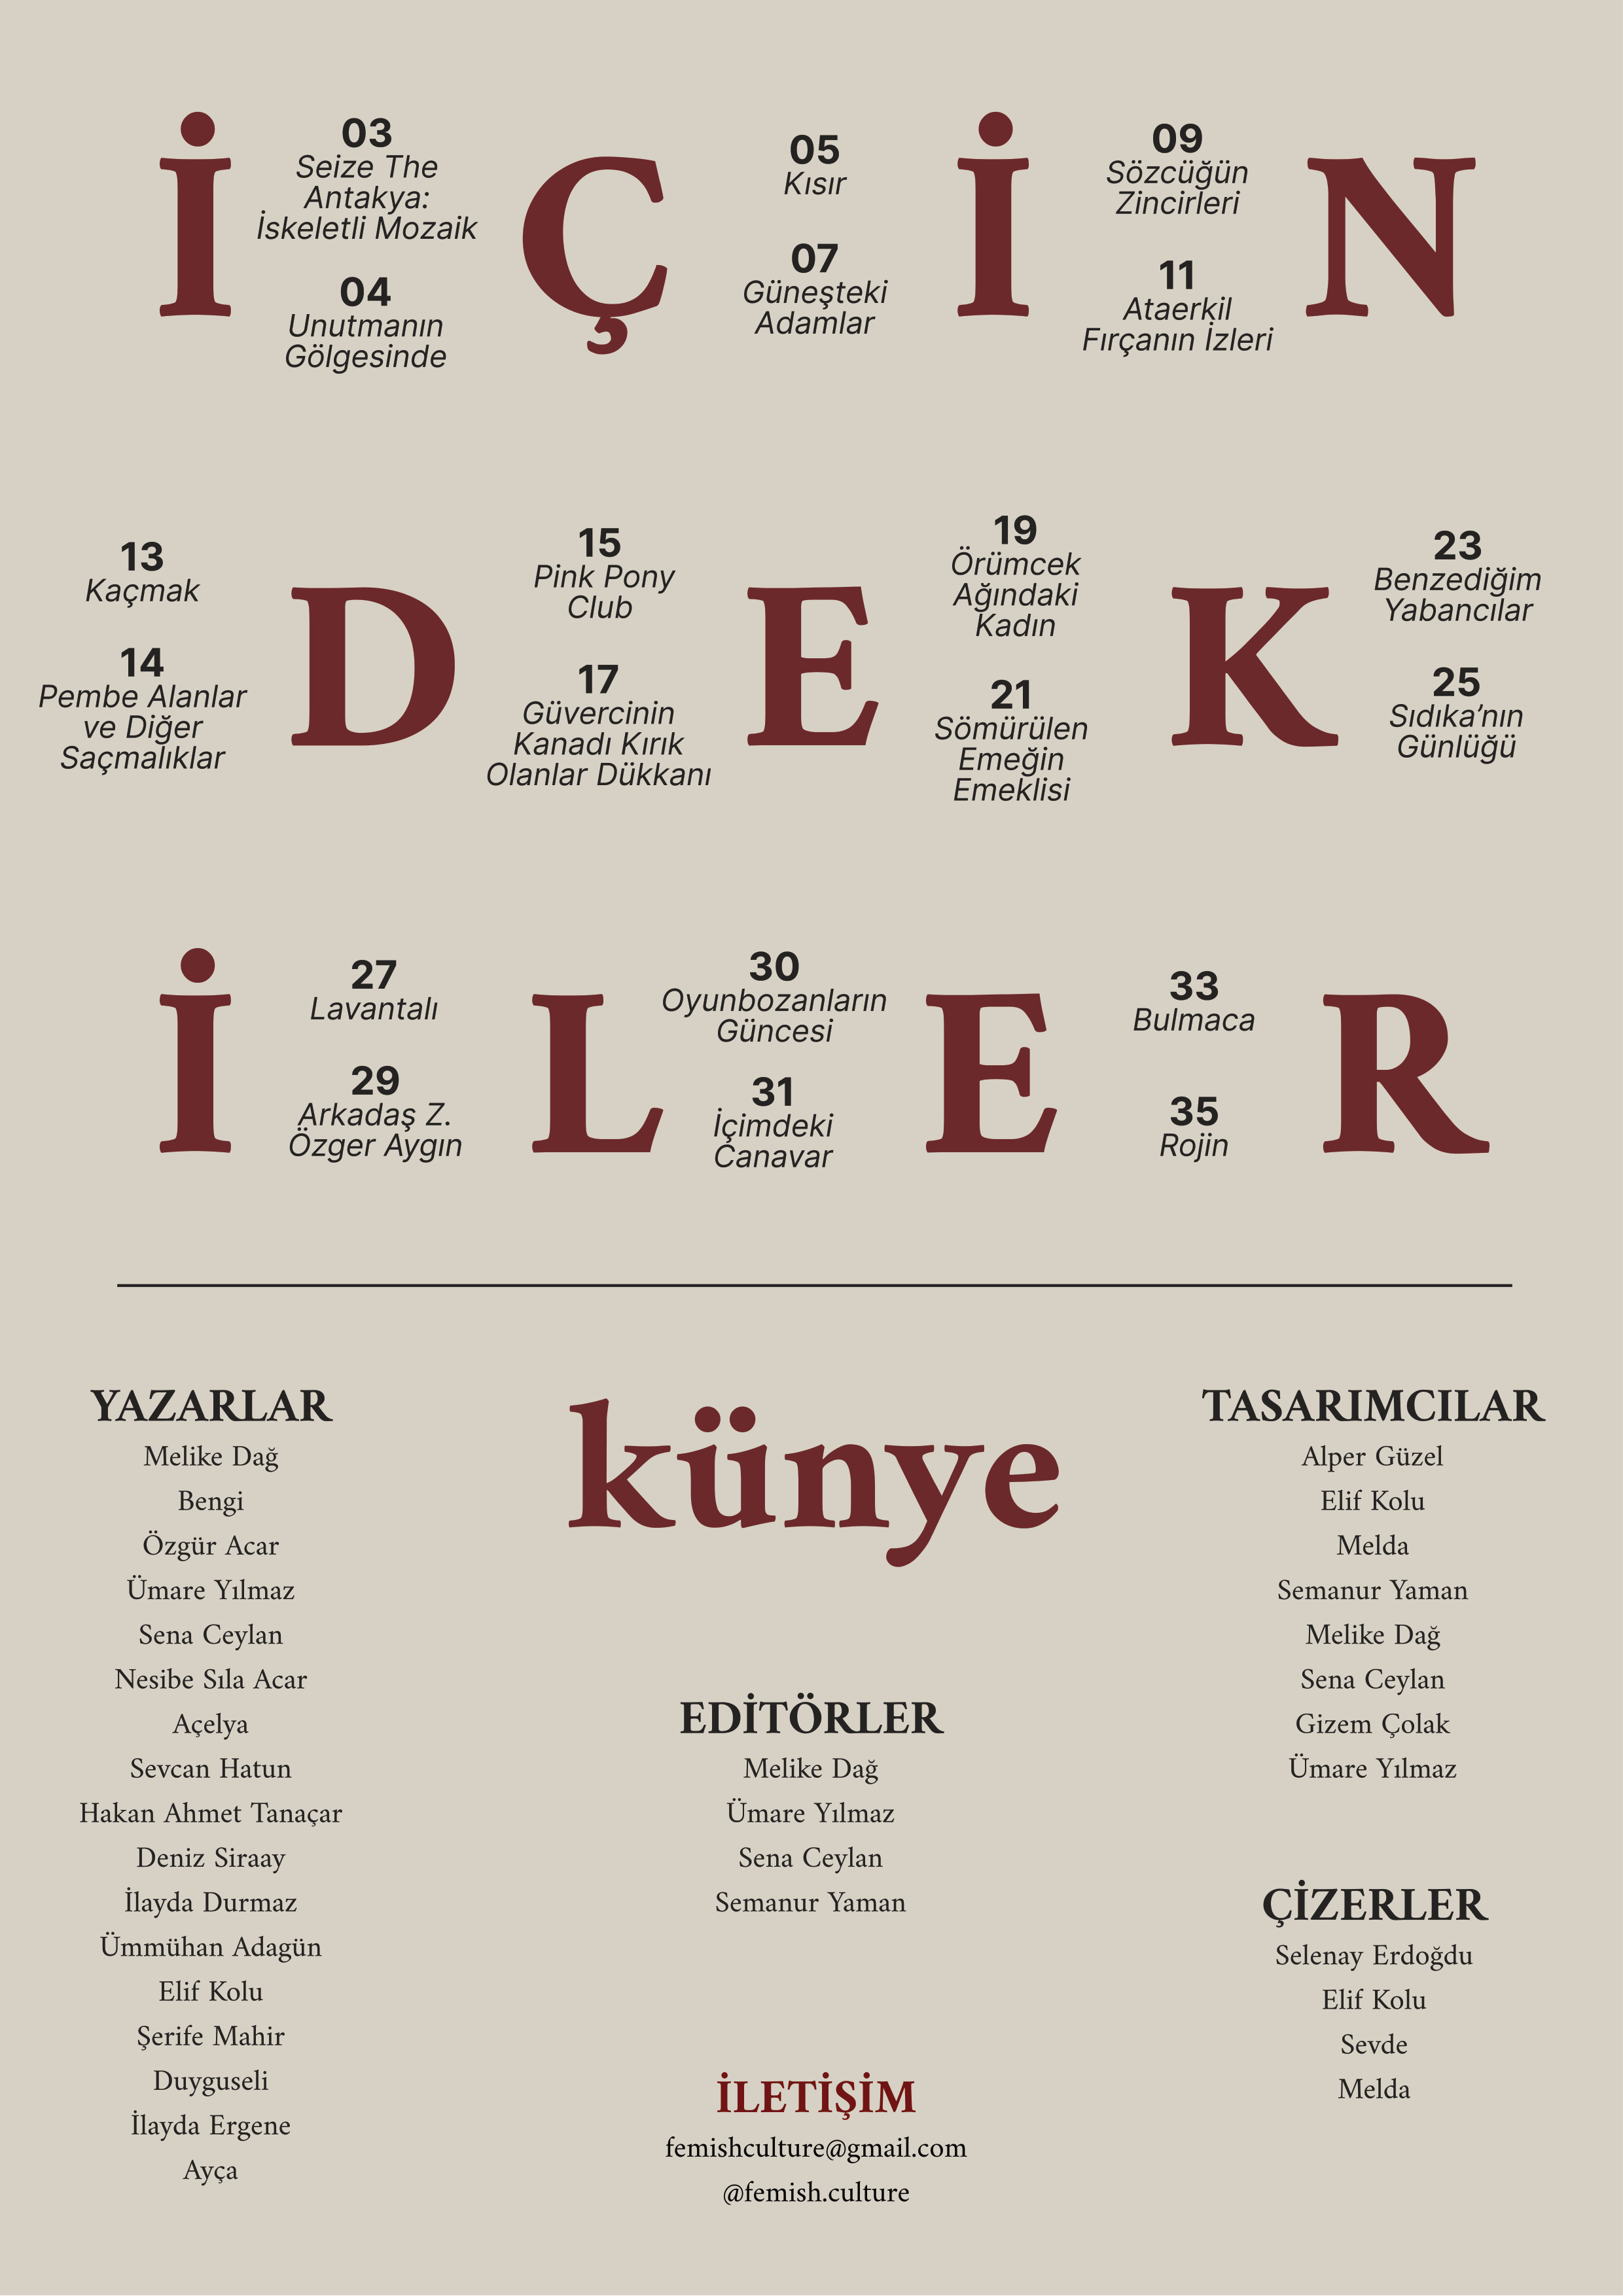 İÇİN
03
Seize The
Antakya:
İskeletli Mozaik
04
Unutmanın
Gölgesinde
05
Kısır
07
Güneşteki
Adamlar
09
Sözcüğün
Zincirleri
11
Ataerkil
Fırçanın İzleri
DEK
13
Kaçmak
14
Pembe Alanlar
ve Diğer
Saçmalıklar
15
Pink Pony
Club
17
Güvercinin
Kanadı Kırık
Olanlar Dükkanı
19
Örümcek
Ağındaki
Kadın
21
Sömürülen
Emeğin
Emeklisi
23
Benzediğim
Yabancılar
25
Sıdıka’nın
Günlüğü
İLER
27
Lavantalı
29
Arkadaş Z.
Özger Aygın
30
Oyunbozanların
Güncesi
31
İçimdeki
Canavar
33
Bulmaca
35
Rojin
künye
YAZARLAR
Melike Dağ
Bengi
Özgür Acar
Ümare Yılmaz
Sena Ceylan
Nesibe Sıla Acar
Açelya
Sevcan Hatun
Hakan Ahmet Tanaçar
Deniz Siraay
İlayda Durmaz
Ümmühan Adagün
Elif Kolu
Şerife Mahir
Duyguseli
İlayda Ergene
Ayça
EDİTÖRLER
Melike Dağ
Ümare Yılmaz
Sena Ceylan
Semanur Yaman
İLETİŞİM
femishculture@gmail.com
@femish.culture
TASARIMCILAR
Alper Güzel
Elif Kolu
Melda
Semanur Yaman
Melike Dağ
Sena Ceylan
Gizem Çolak
Ümare Yılmaz
ÇİZERLER
Selenay Erdoğdu
Elif Kolu
Sevde
Melda